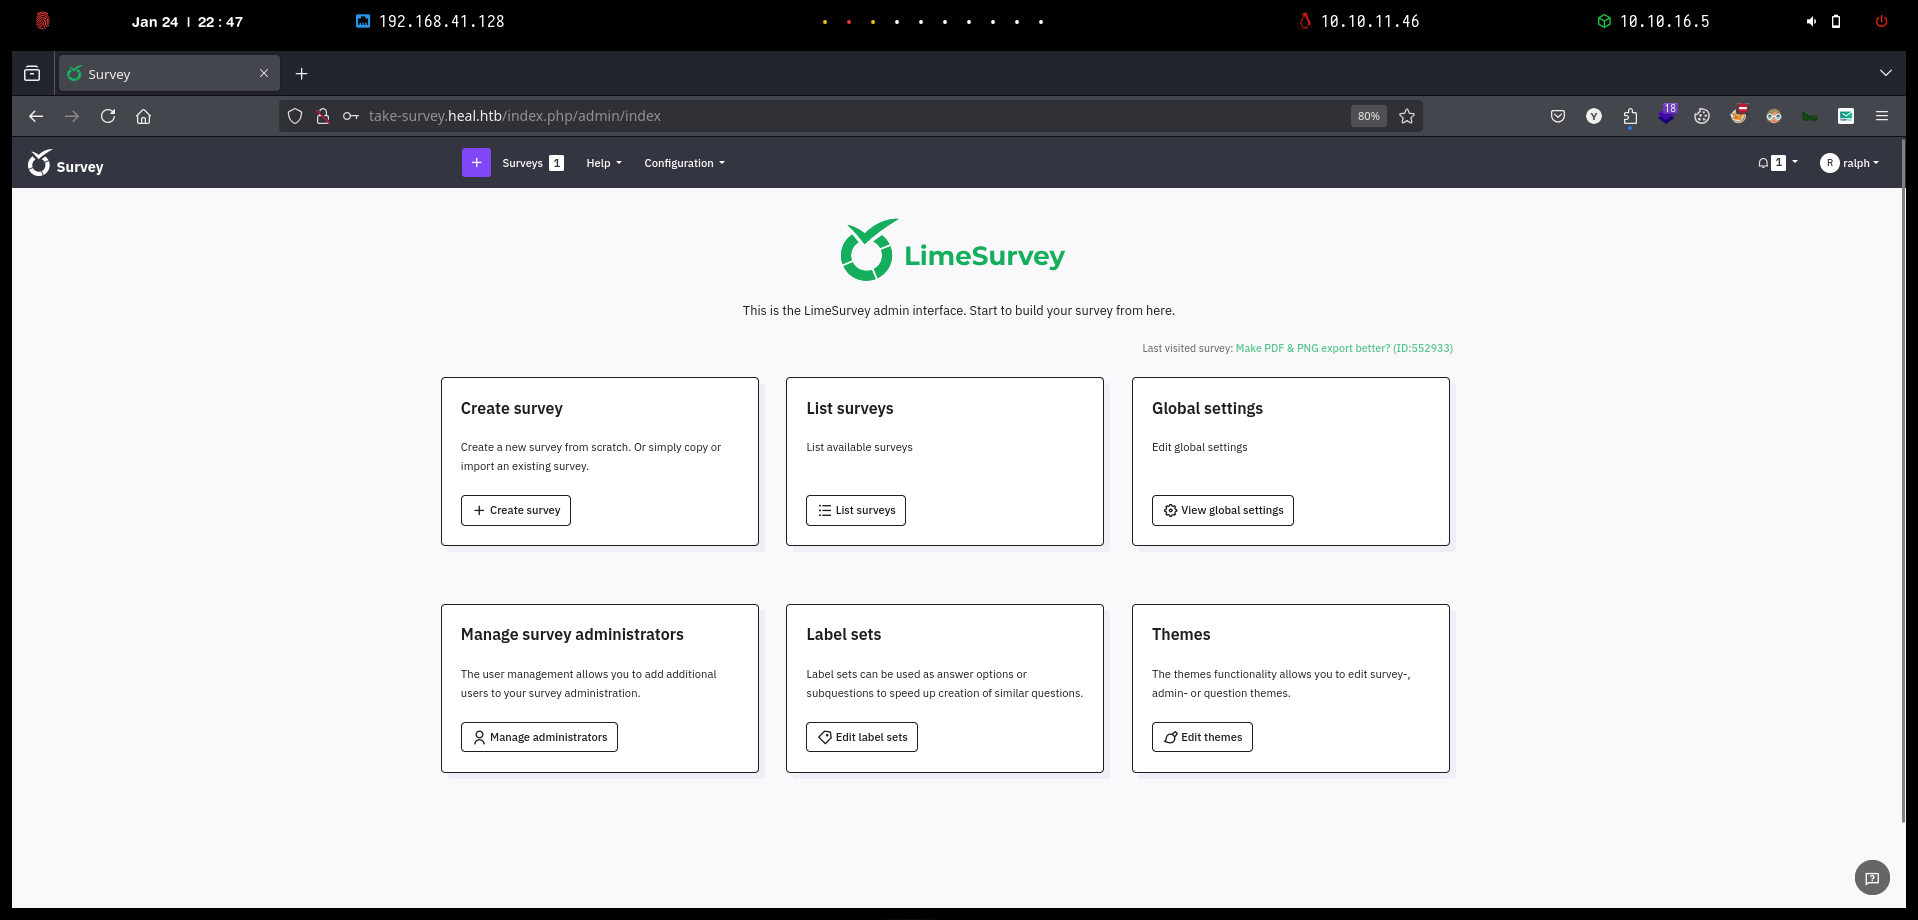 Jan 24 | 22 : 47 192.168.41.128 10.10.11.46 10.10.16.5
Survey
take-survey.heal.htb/index.php/admin/index 80% Y 18 bw
Survey + Surveys 1 Help Configuration 1 R ralph
LimeSurvey
This is the LimeSurvey admin interface. Start to build your survey from here.
Last visited survey: Make PDF & PNG export better? (ID:552933)
Create survey
Create a new survey from scratch. Or simply copy or
import an existing survey.
+ Create survey
List surveys
List available surveys
List surveys
Global settings
Edit global settings
View global settings
Manage survey administrators
The user management allows you to add additional
users to your survey administration.
Manage administrators
Label sets
Label sets can be used as answer options or
subquestions to speed up creation of similar questions.
Edit label sets
Themes
The themes functionality allows you to edit survey-,
admin- or question themes.
Edit themes